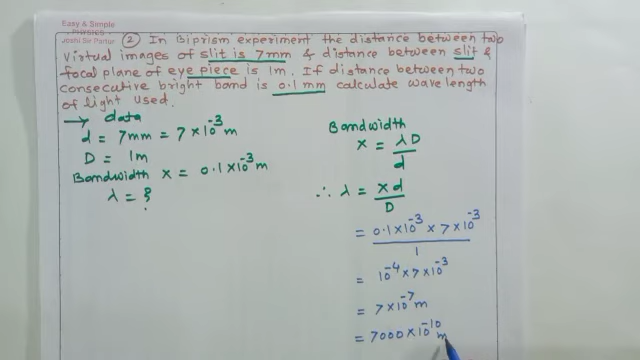 Easy & Simple
PHYSICS
Joshi Sir Partur
② In Biprism experiment the distance between two
virtual images of slit is 7mm & distance between slit &
focal plane of eye piece is 1m. If distance between two
consecutive bright band is 0.1 mm calculate wavelength
of light used.
→ data
d = 7mm = 7 × 10⁻³ m
D = 1m
Bandwidth x = 0.1 × 10⁻³ m
λ = ?
Bandwidth
x = λD / d
∴ λ = xd / D
= 0.1 × 10⁻³ × 7 × 10⁻³ / 1
= 10⁻⁴ × 7 × 10⁻³
= 7 × 10⁻⁷ m
= 7000 × 10⁻¹⁰ m